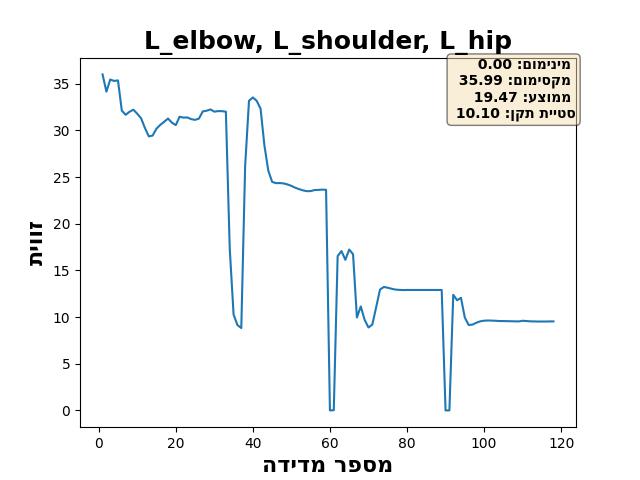 L_elbow, L_shoulder, L_hip
מינימום: 0.00
מקסימום: 35.99
ממוצע: 19.47
סטיית תקן: 10.10
זווית
35
30
25
20
15
10
5
0
0 20 40 60 80 100 120
מספר מדידה